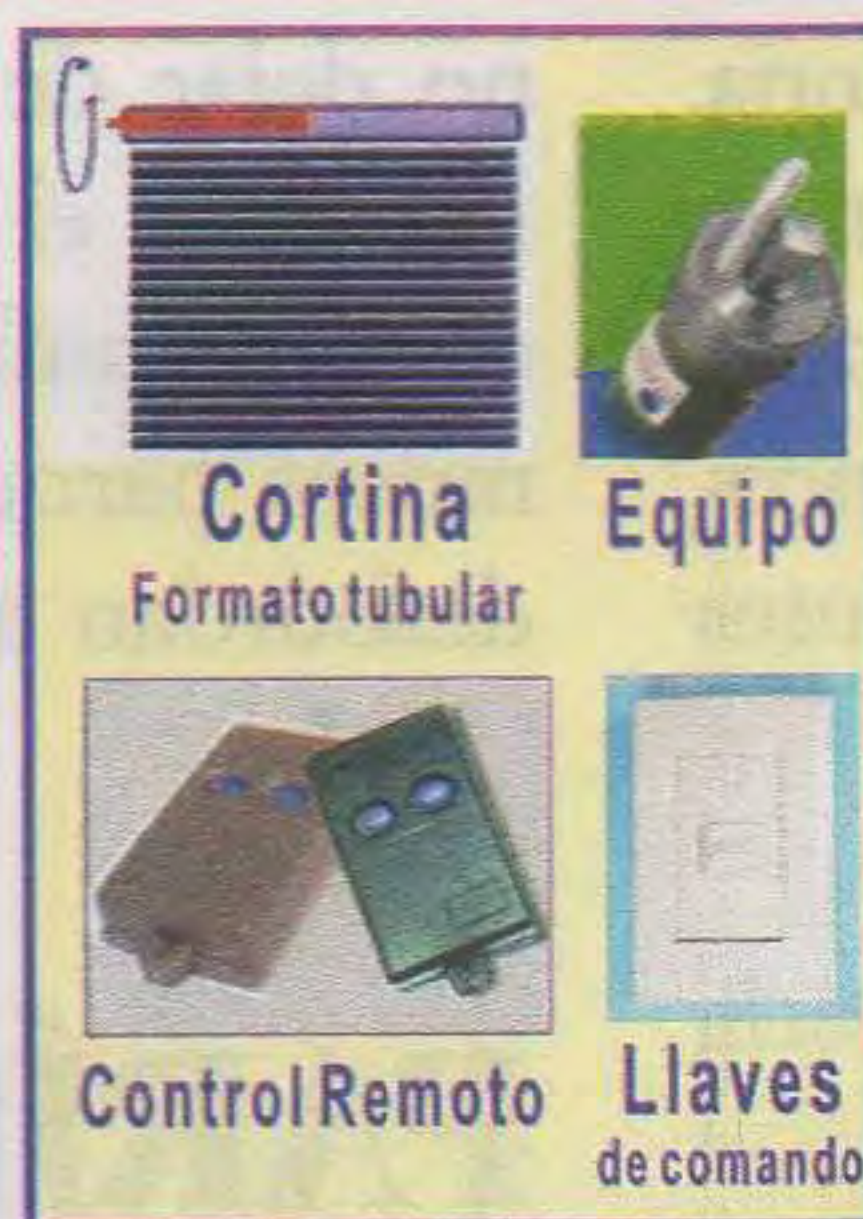 Cortina
Formato tubular
Equipo
Control Remoto
Llaves
de comando